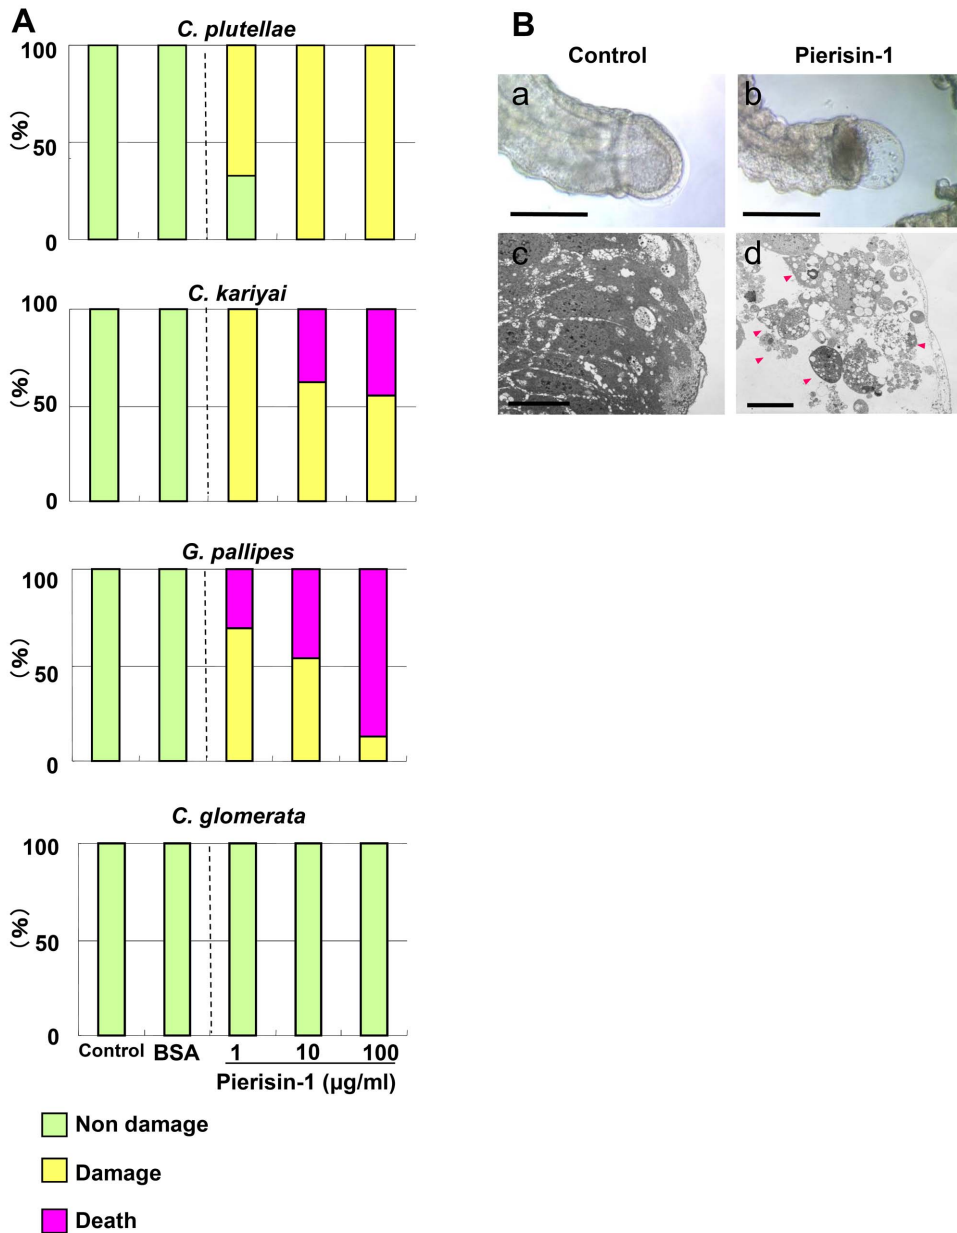 A
C. plutellae
100
50
0
(%)
C. kariyai
100
50
0
(%)
G. pallipes
100
50
0
(%)
C. glomerata
100
50
0
(%)
Control BSA 1 10 100
Pierisin-1 (μg/ml)
Non damage
Damage
Death
B
Control Pierisin-1
a b
c d